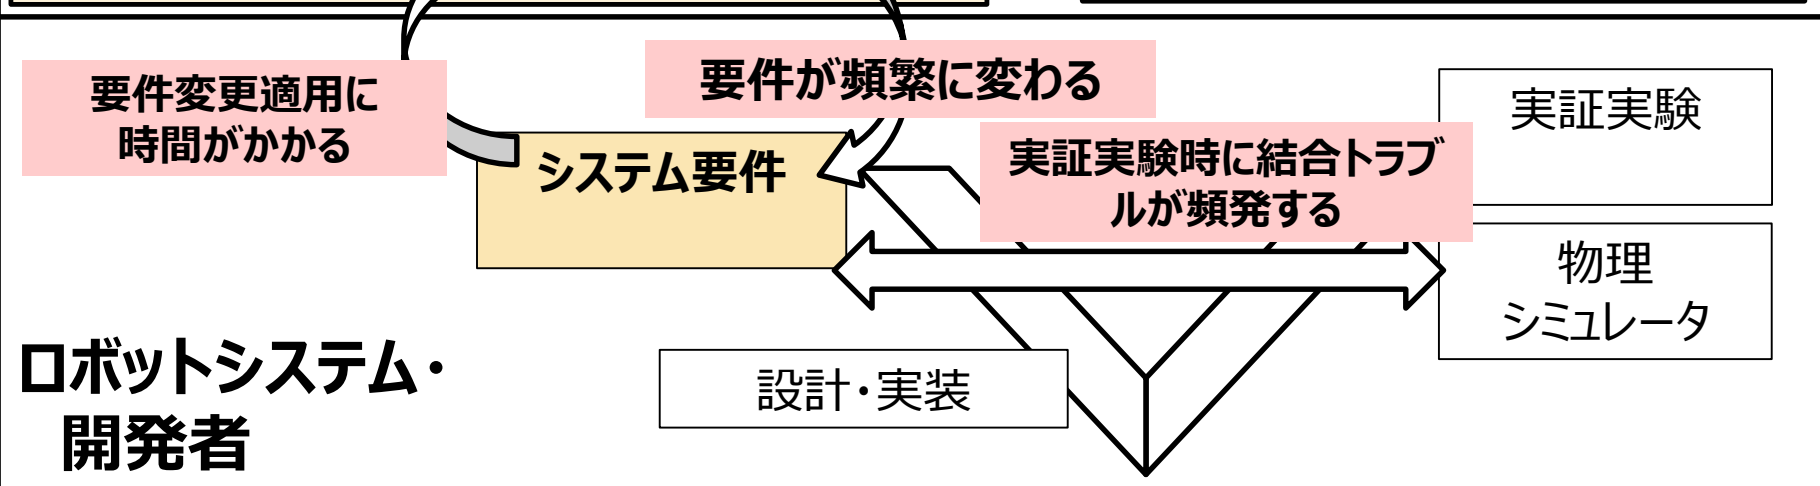 要件変更適用に
時間がかかる
要件が頻繁に変わる
実証実験
システム要件
実証実験時に結合トラブ
ルが頻発する
物理
シミュレータ
ロボットシステム・
開発者
設計・実装